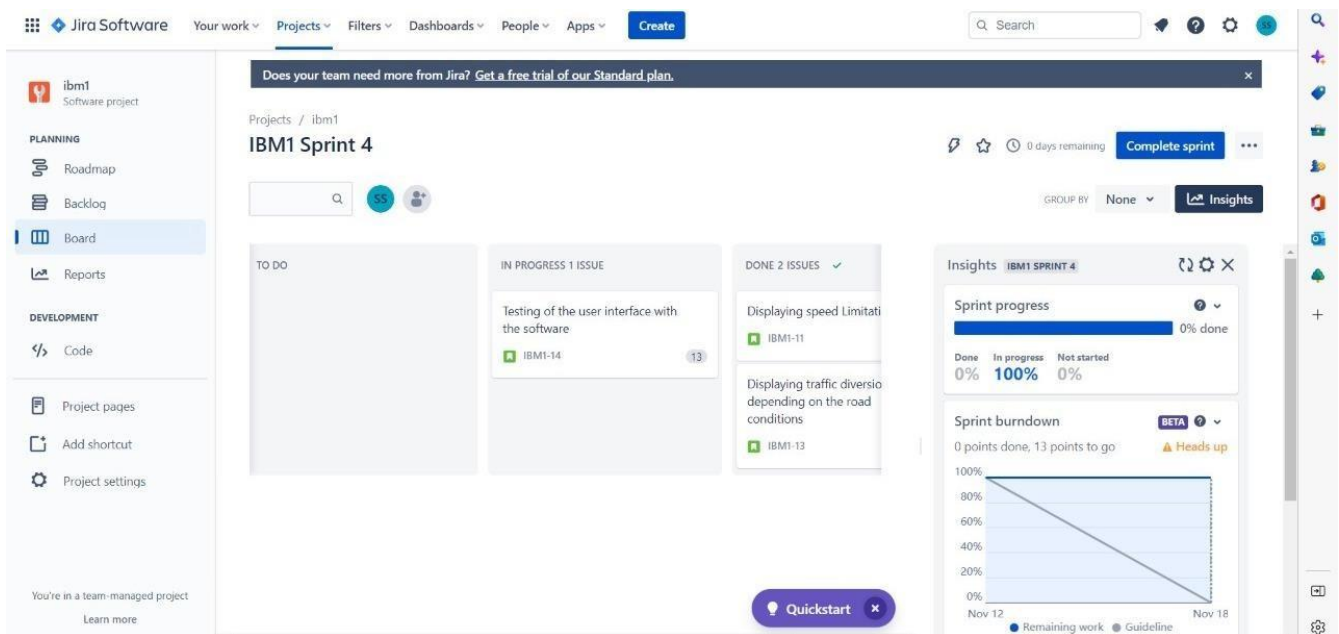 Jira Software Your work Projects Filters Dashboards People Apps Create Search SS
Does your team need more from Jira? Get a free trial of our Standard plan.
ibm1
Software project
PLANNING
Roadmap
Backlog
Board
Reports
DEVELOPMENT
Code
Project pages
Add shortcut
Project settings
You're in a team-managed project
Learn more
Projects / ibm1
IBM1 Sprint 4
0 days remaining Complete sprint
SS
GROUP BY None Insights
TO DO
IN PROGRESS 1 ISSUE
Testing of the user interface with
the software
IBM1-14 13
DONE 2 ISSUES
Displaying speed Limitati
IBM1-11
Displaying traffic diversio
depending on the road
conditions
IBM1-13
Insights IBM1 SPRINT 4
Sprint progress
0% done
Done In progress Not started
0% 100% 0%
Sprint burndown BETA
0 points done, 13 points to go Heads up
100%
80%
60%
40%
20%
0%
Nov 12 Nov 18
Remaining work Guideline
Quickstart